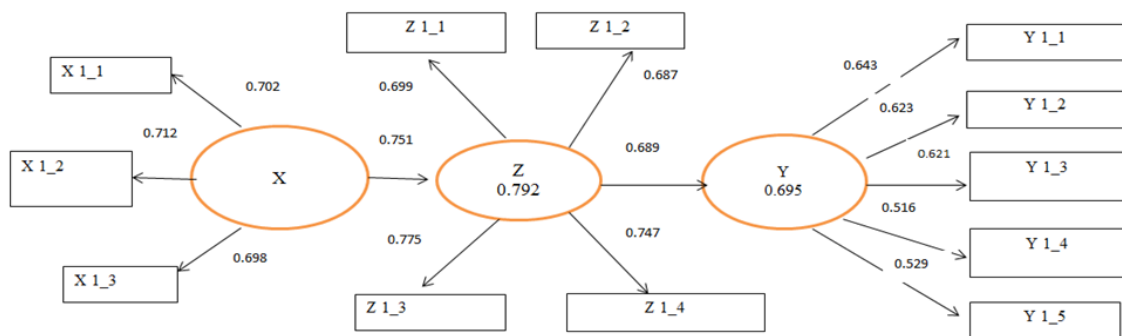 Z 1_1
Z 1_2
Y 1_1
X 1_1
0.702
0.699
0.687
0.643
Y 1_2
0.623
0.712
0.751
0.689
0.621
X 1_2
X
Z
0.792
Y
0.695
Y 1_3
0.516
0.698
0.775
0.747
Y 1_4
0.529
X 1_3
Z 1_3
Z 1_4
Y 1_5